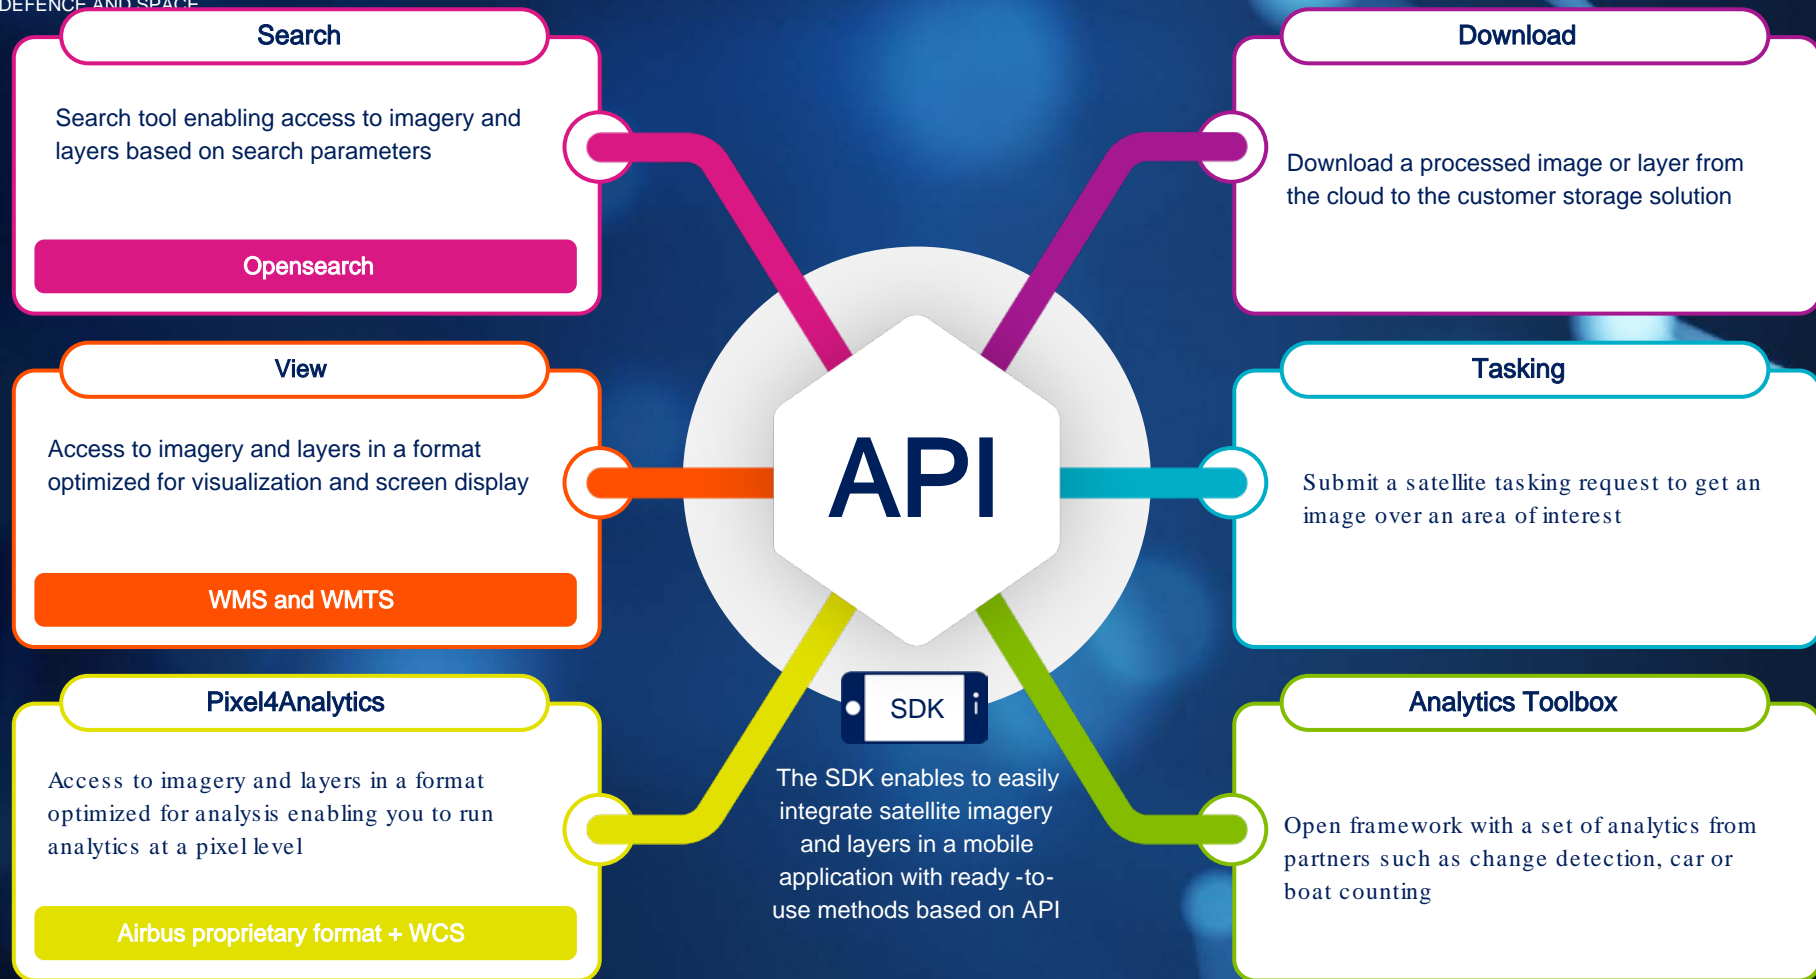 DEFENCE AND SPACE
Search
Search tool enabling access to imagery and
layers based on search parameters
Opensearch
View
Access to imagery and layers in a format
optimized for visualization and screen display
WMS and WMTS
Pixel4Analytics
Access to imagery and layers in a format
optimized for analysis enabling you to run
analytics at a pixel level
Airbus proprietary format + WCS
API
SDK
The SDK enables to easily
integrate satellite imagery
and layers in a mobile
application with ready -to-
use methods based on API
Download
Download a processed image or layer from
the cloud to the customer storage solution
Tasking
Submit a satellite tasking request to get an
image over an area of interest
Analytics Toolbox
Open framework with a set of analytics from
partners such as change detection, car or
boat counting